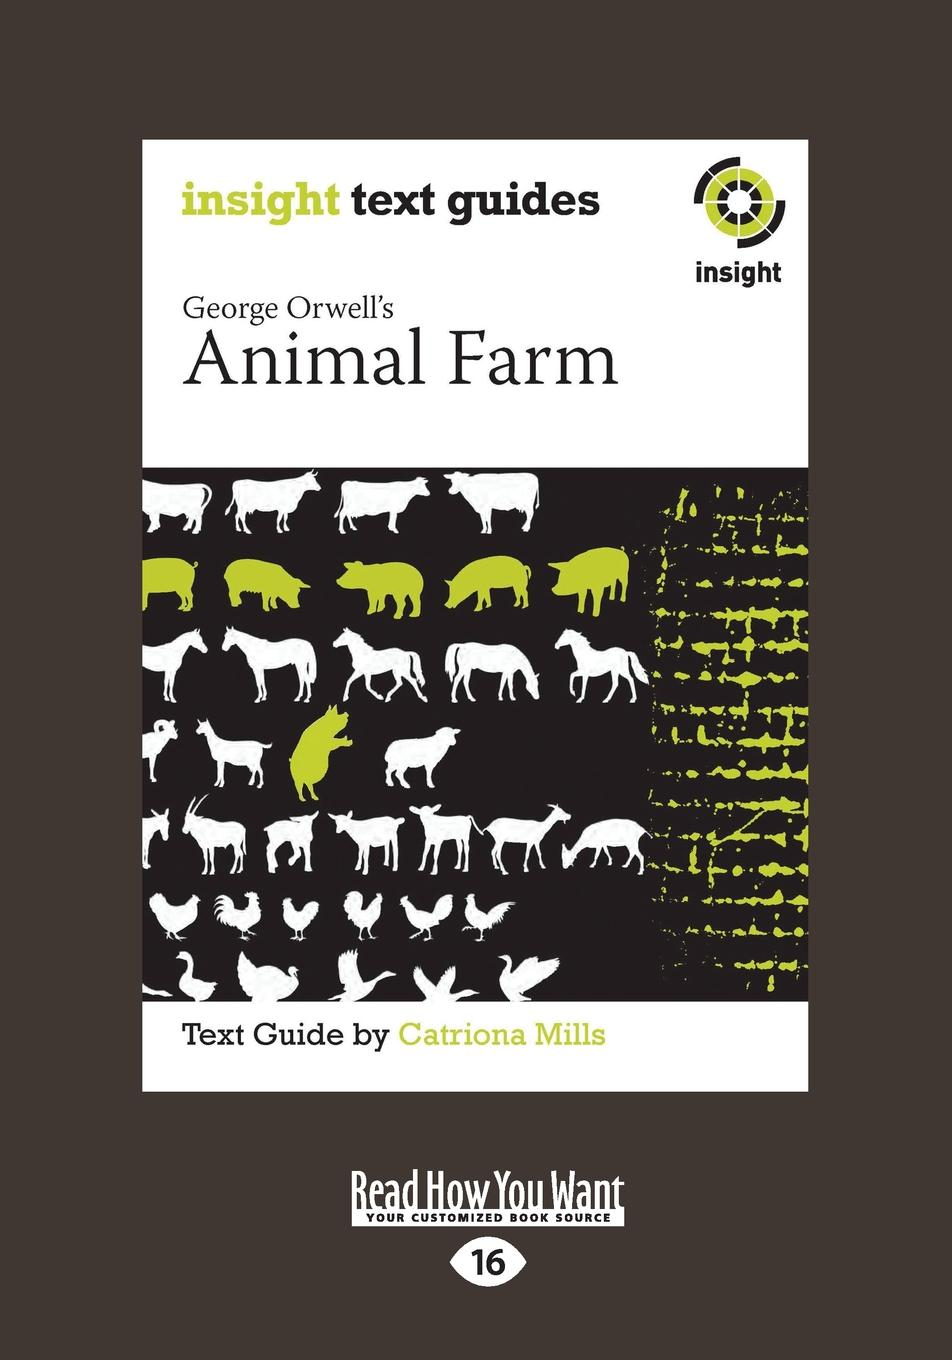 insight text guides
insight
George Orwell's
Animal Farm
Text Guide by Catriona Mills
Read How You Want
YOUR CUSTOMIZED BOOK SOURCE
16